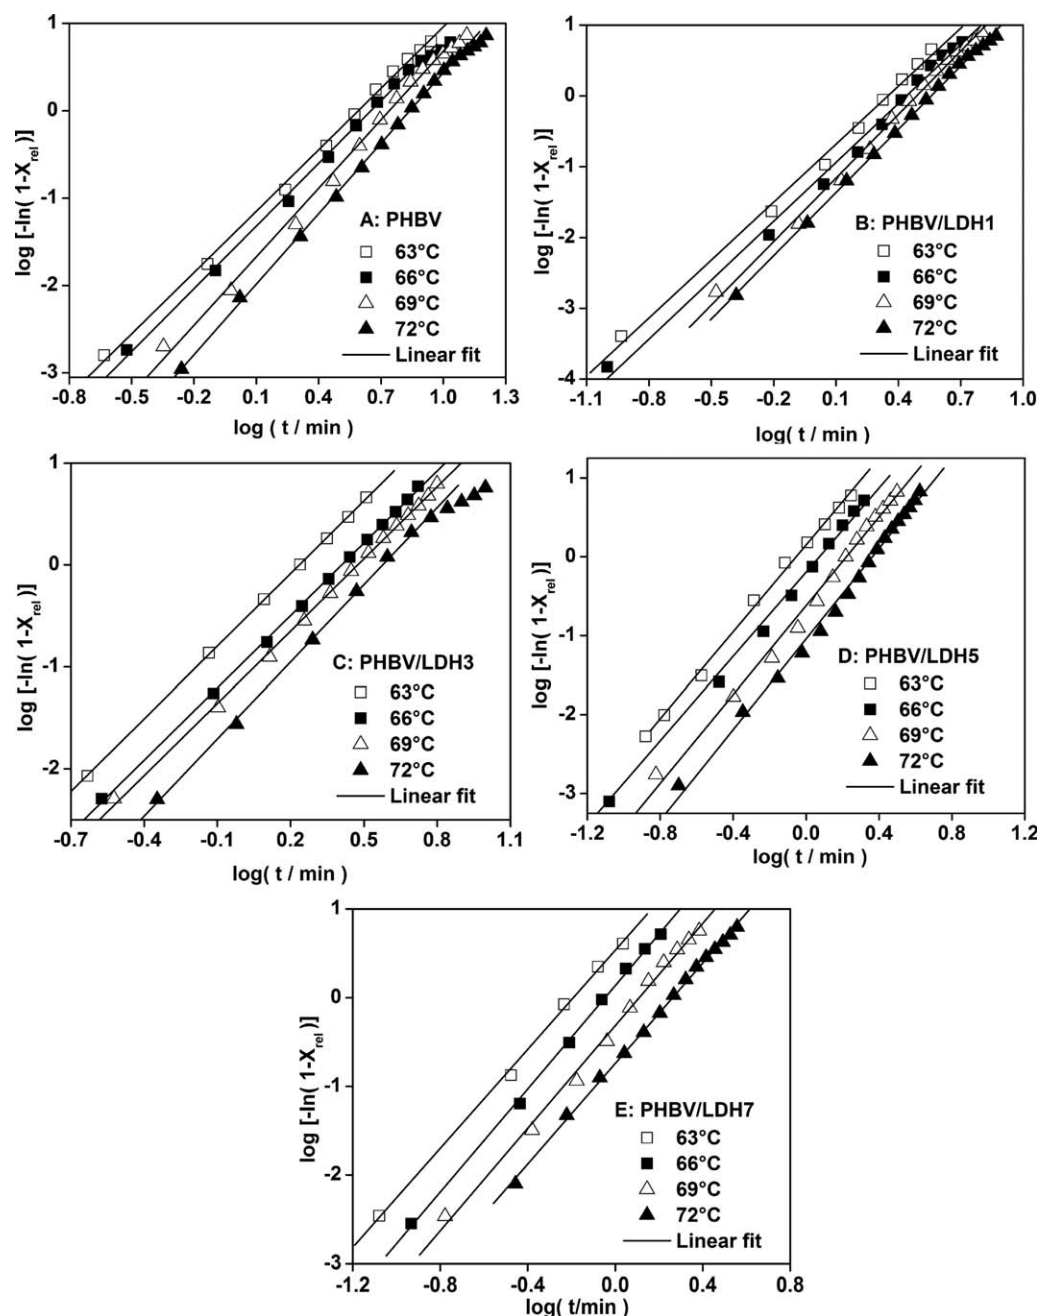 1
0
-1
-2
-3
log [-ln( 1-Xrel )]
A: PHBV
63°C
66°C
69°C
72°C
Linear fit
-0.8 -0.5 -0.2 0.1 0.4 0.7 1.0 1.3
log ( t / min )
1
0
-1
-2
-3
-4
log [-ln( 1-Xrel )]
B: PHBV/LDH1
63°C
66°C
69°C
72°C
Linear fit
-1.1 -0.8 -0.5 -0.2 0.1 0.4 0.7 1.0
log( t / min )
1
0
-1
-2
log [-ln( 1-Xrel )]
C: PHBV/LDH3
63°C
66°C
69°C
72°C
Linear fit
-0.7 -0.4 -0.1 0.2 0.5 0.8 1.1
log( t / min )
1
0
-1
-2
-3
log [-ln( 1-Xrel )]
D: PHBV/LDH5
63°C
66°C
69°C
72°C
Linear fit
-1.2 -0.8 -0.4 0.0 0.4 0.8 1.2
log( t / min )
1
0
-1
-2
-3
log [-ln( 1-Xrel )]
E: PHBV/LDH7
63°C
66°C
69°C
72°C
Linear fit
-1.2 -0.8 -0.4 0.0 0.4 0.8
log( t/min)